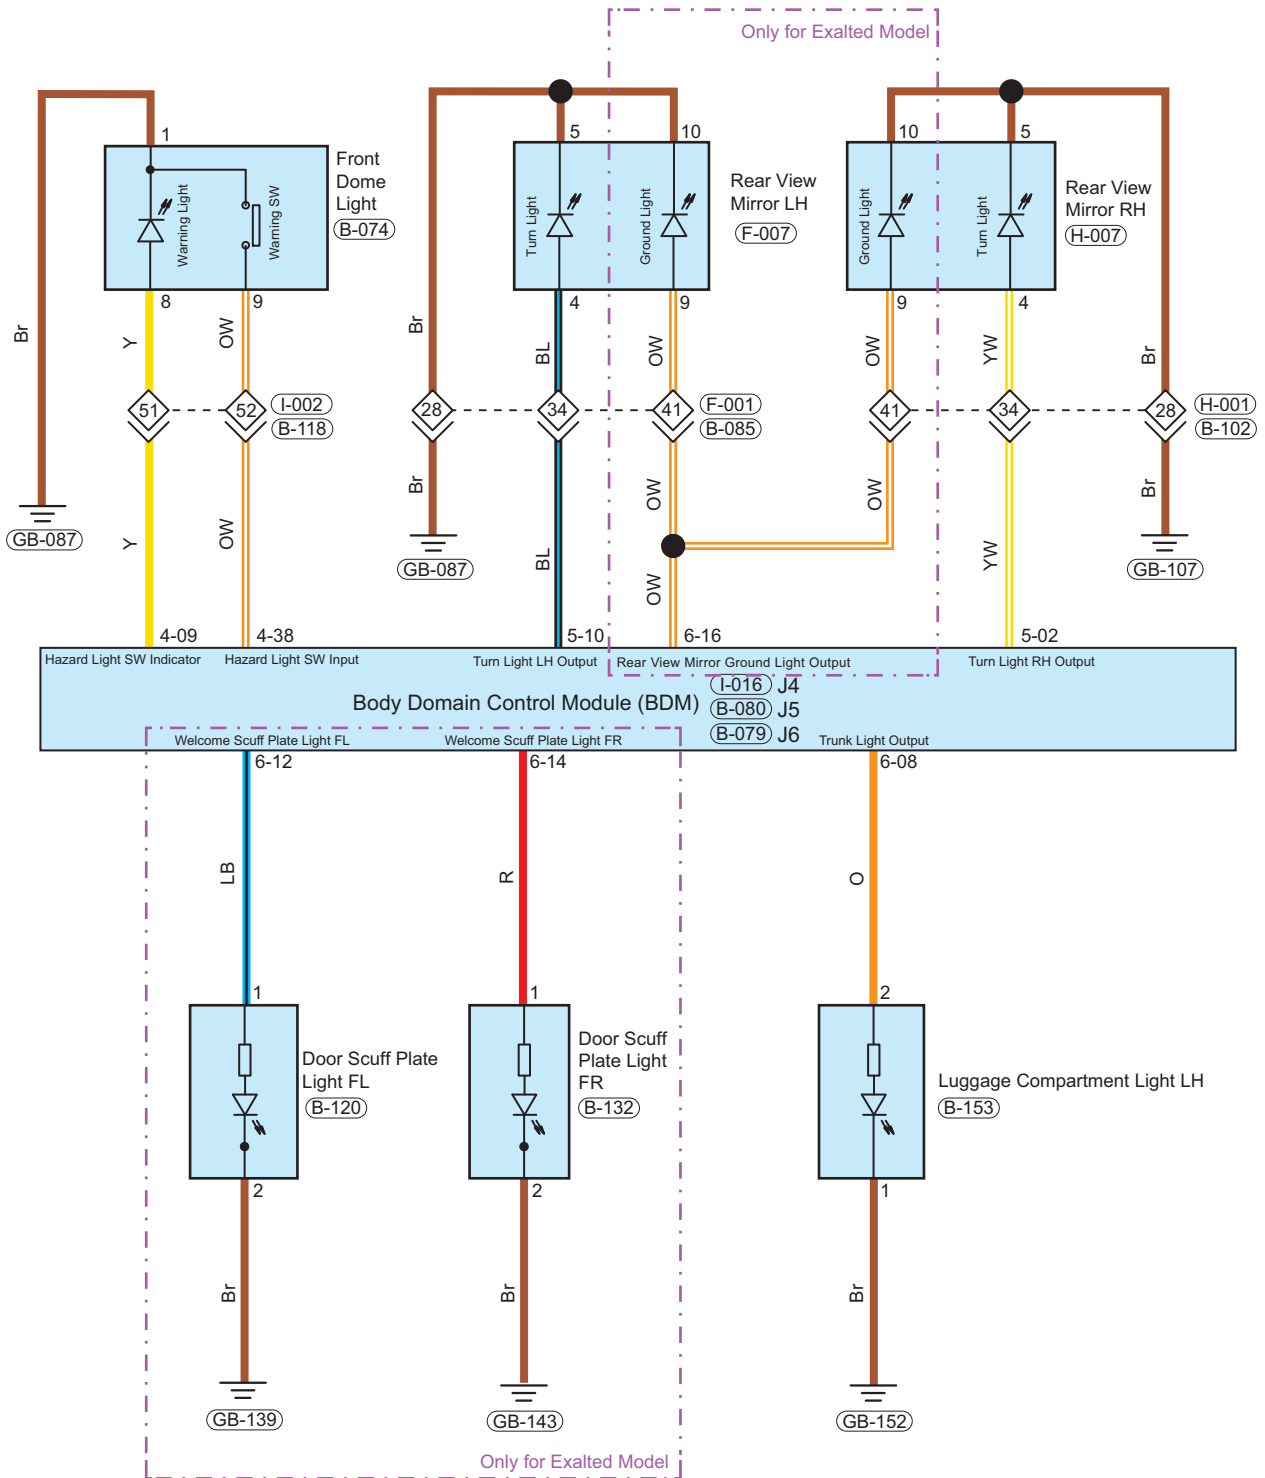 Only for Exalted Model
1
5
10
10
5
Front
Dome
Light
B-074
Warning Light
Warning SW
Turn Light
Ground Light
Rear View
Mirror LH
F-007
Ground Light
Turn Light
Rear View
Mirror RH
H-007
8
9
4
9
9
4
Br
Y
OW
Br
BL
OW
OW
YW
Br
51
52
I-002
B-118
28
34
41
F-001
B-085
41
34
28
H-001
B-102
GB-087
Y
OW
Br
BL
OW
OW
OW
YW
Br
GB-087
GB-107
4-09
4-38
5-10
6-16
5-02
Hazard Light SW Indicator
Hazard Light SW Input
Turn Light LH Output
Rear View Mirror Ground Light Output
Turn Light RH Output
Body Domain Control Module (BDM)
I-016 J4
B-080 J5
B-079 J6
Welcome Scuff Plate Light FL
Welcome Scuff Plate Light FR
Trunk Light Output
6-12
6-14
6-08
LB
R
O
1
1
2
Door Scuff Plate
Light FL
B-120
Door Scuff
Plate Light
FR
B-132
Luggage Compartment Light LH
B-153
2
2
1
Br
Br
Br
GB-139
GB-143
GB-152
Only for Exalted Model